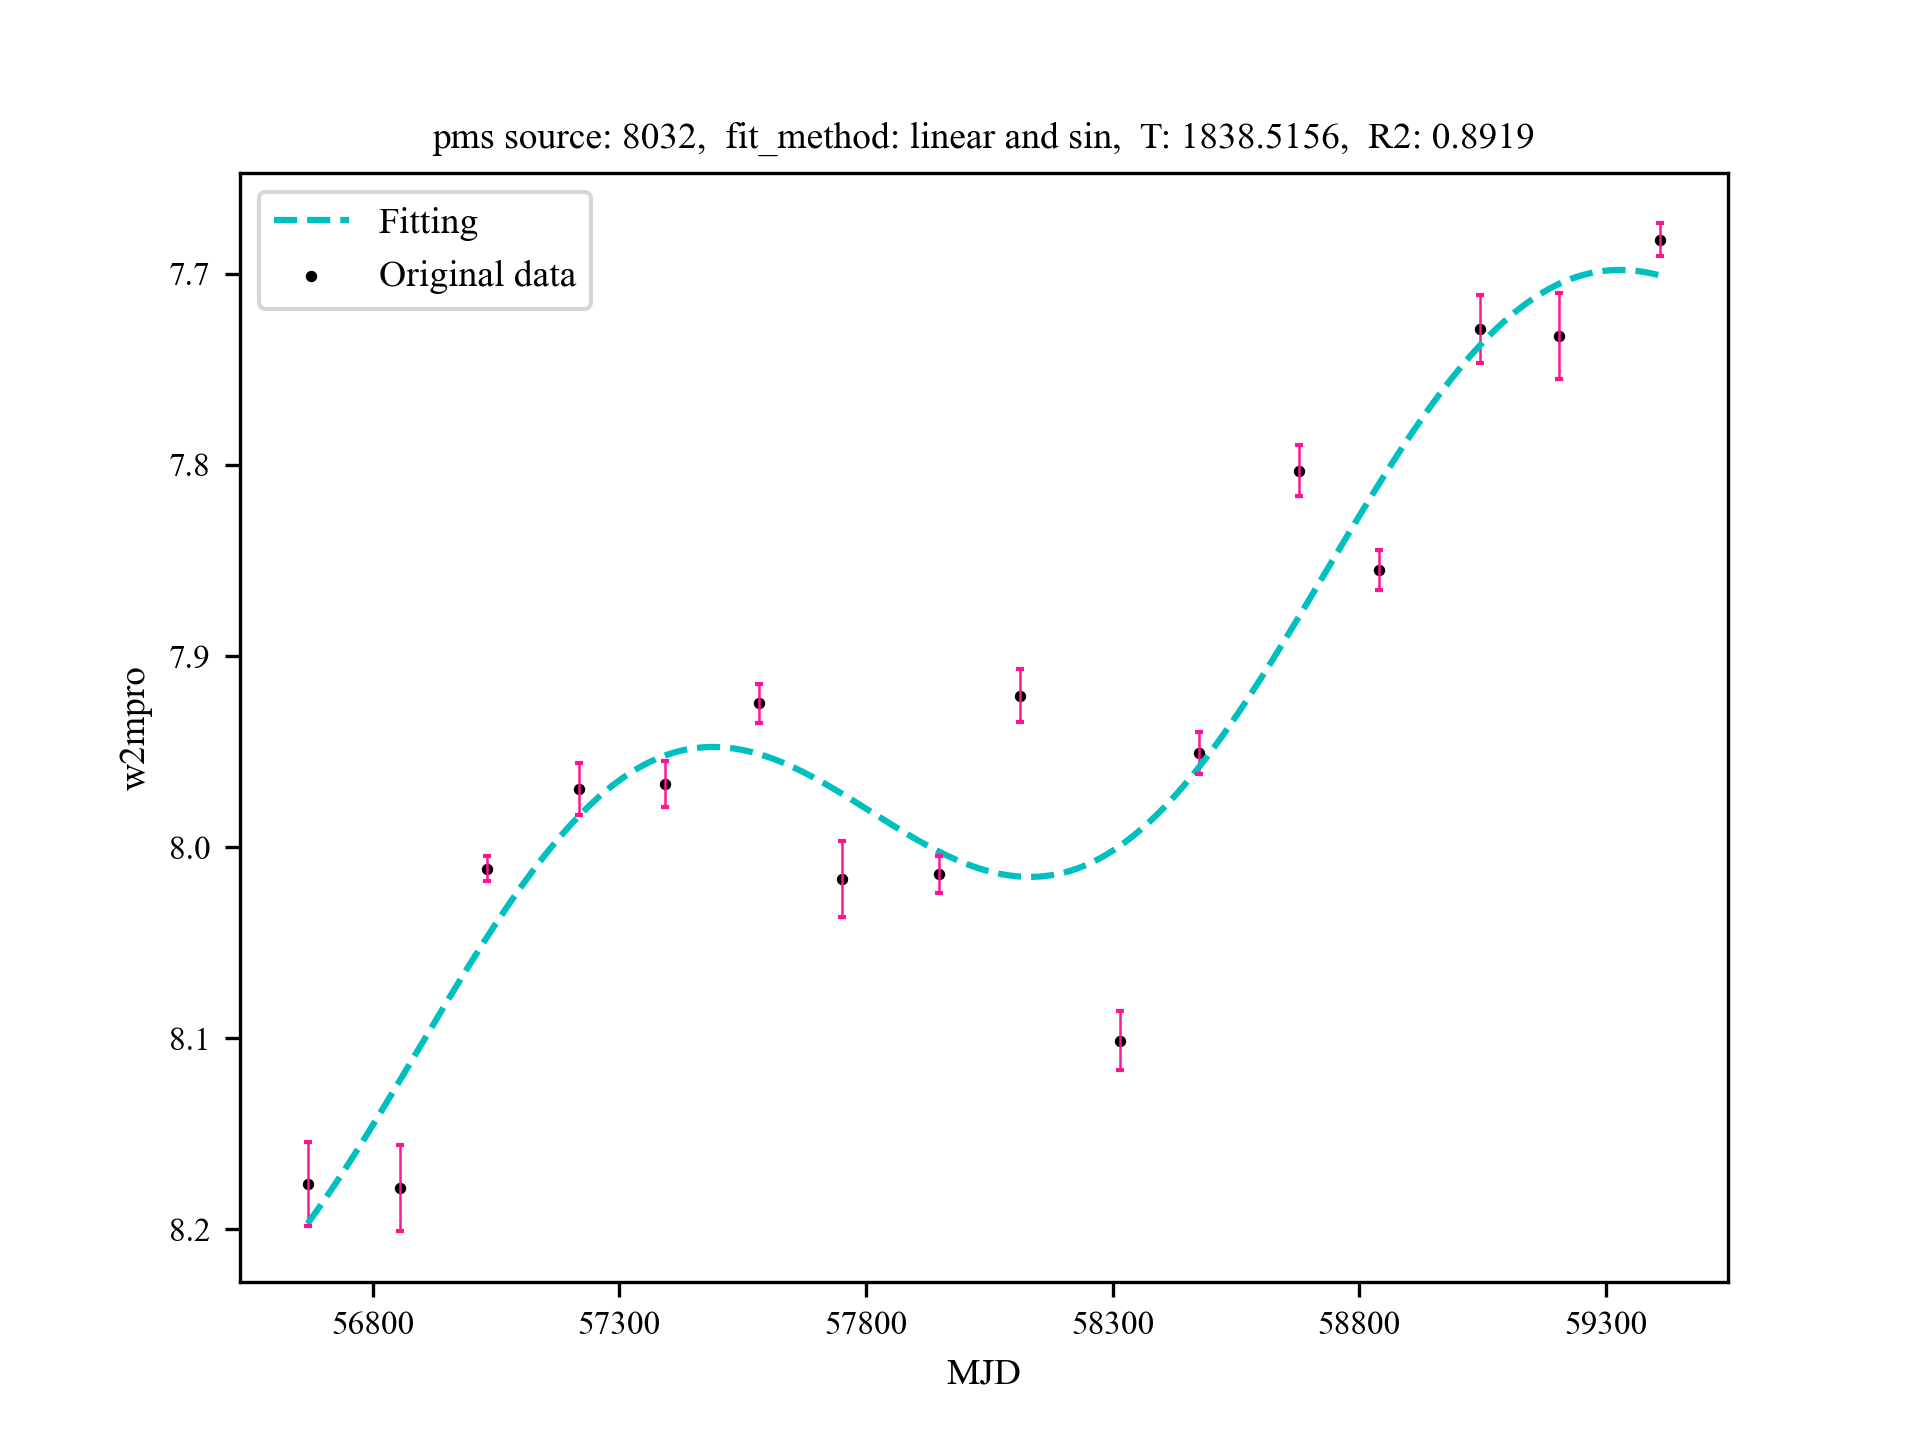 pms source: 8032,  fit_method: linear and sin,  T: 1838.5156,  R2: 0.8919
Fitting
Original data
7.7
7.8
7.9
8.0
8.1
8.2
w2mpro
56800
57300
57800
58300
58800
59300
MJD